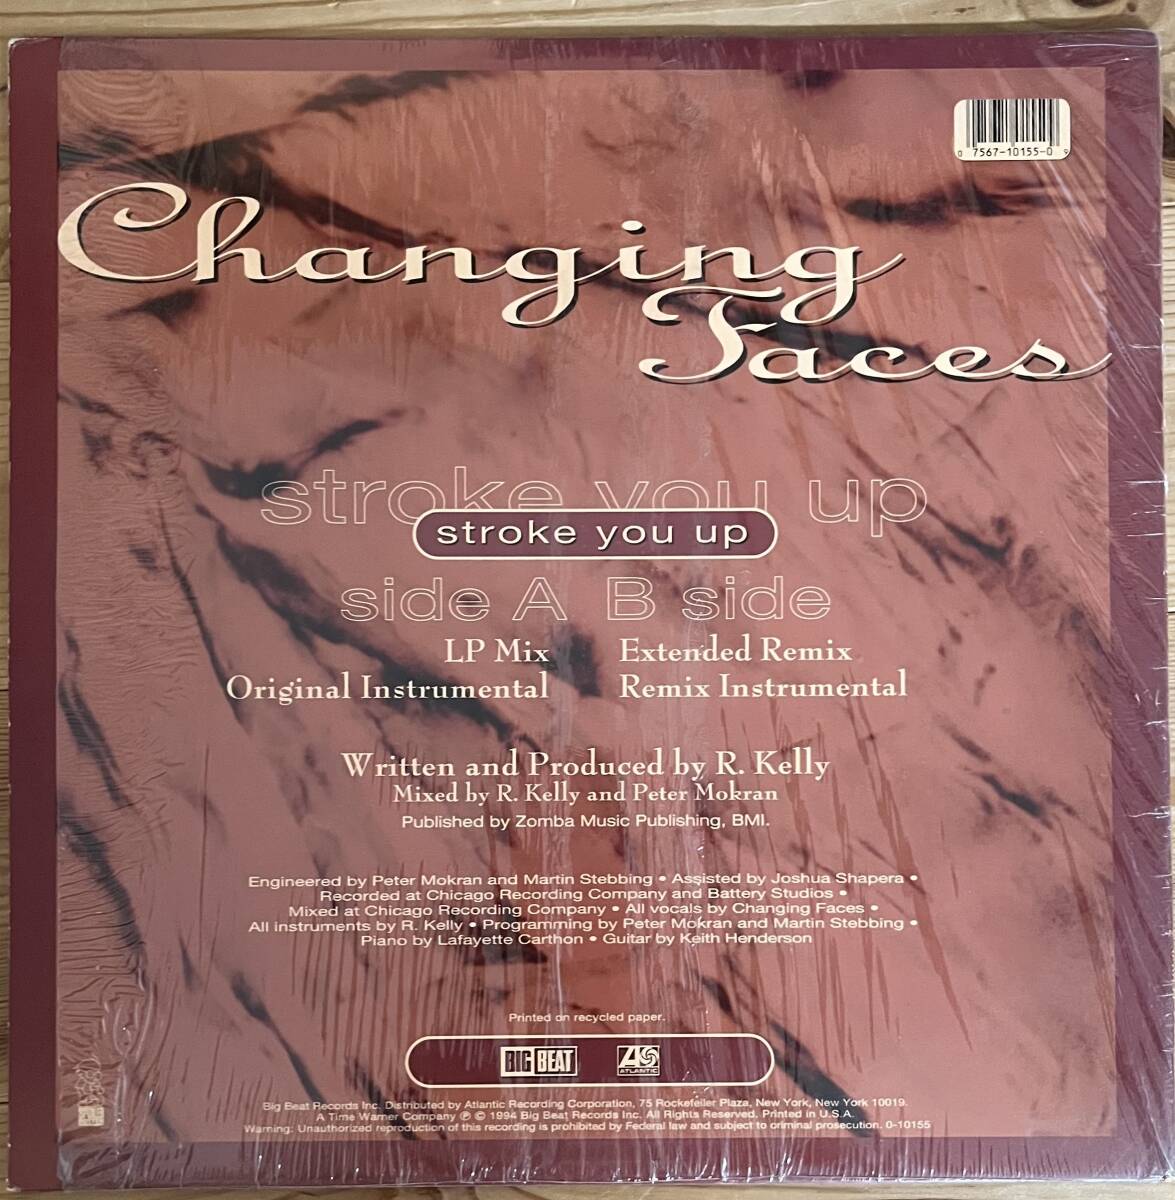 0 7567-10155-0 9
Changing
Faces
stroke you up
stroke you up
side A B side
LP Mix Extended Remix
Original Instrumental Remix Instrumental
Written and Produced by R. Kelly
Mixed by R. Kelly and Peter Mokran
Published by Zomba Music Publishing, BMI.
Engineered by Peter Mokran and Martin Stebbing • Assisted by Joshua Shapera •
Recorded at Chicago Recording Company and Battery Studios •
Mixed at Chicago Recording Company • All vocals by Changing Faces •
All instruments by R. Kelly • Programming by Peter Mokran and Martin Stebbing •
Piano by Lafayette Carthon • Guitar by Keith Henderson
Printed on recycled paper.
BIG BEAT ATLANTIC
Big Beat Records Inc. Distributed by Atlantic Recording Corporation, 75 Rockefeller Plaza, New York, New York 10019.
A Time Warner Company ℗ © 1994 Big Beat Records Inc. All Rights Reserved. Printed in U.S.A.
Warning: Unauthorized reproduction of this recording is prohibited by Federal law and subject to criminal prosecution. 0-10155